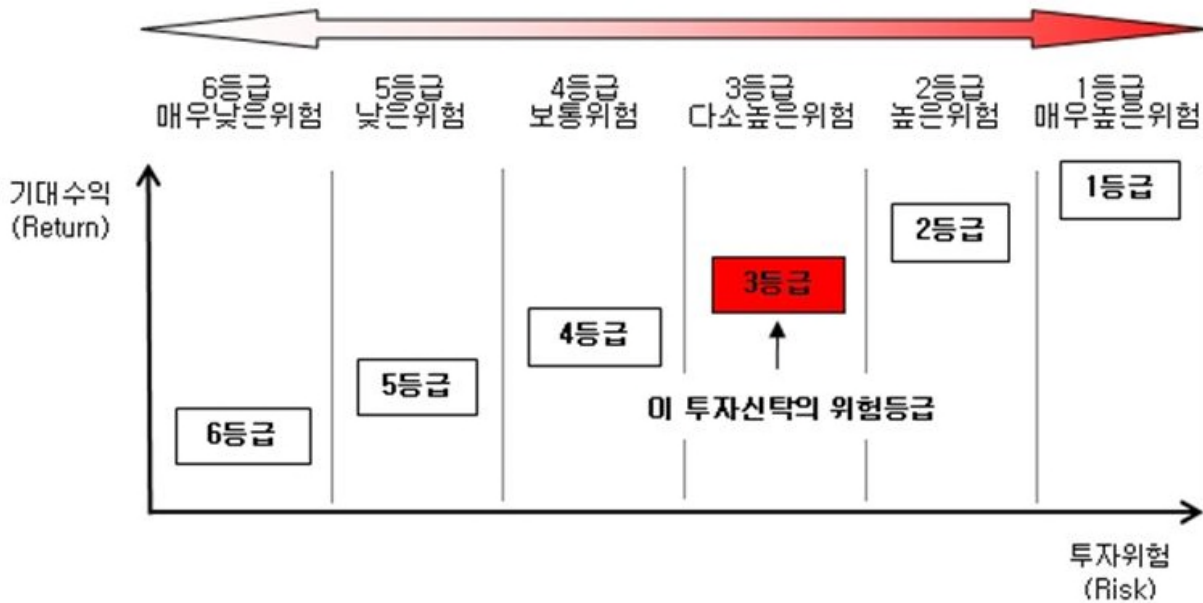 6등급
매우낮은위험
5등급
낮은위험
4등급
보통위험
3등급
다소높은위험
2등급
높은위험
1등급
매우높은위험
기대수익
(Return)
1등급
2등급
3등급
4등급
5등급
6등급
이 투자신탁의 위험등급
투자위험
(Risk)